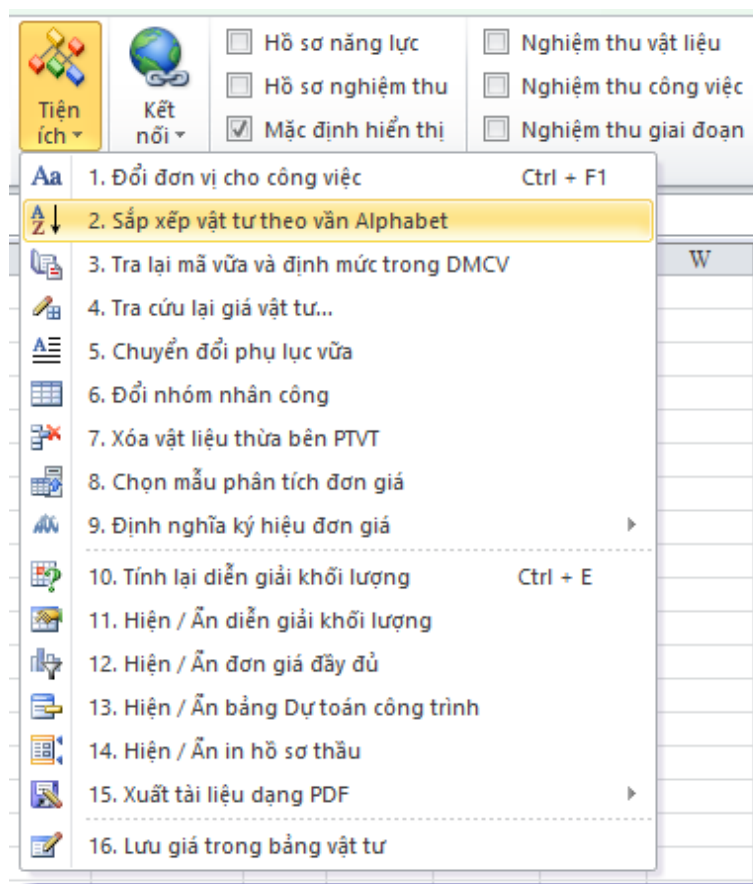 Tiện ích
Kết nối
Hồ sơ năng lực
Hồ sơ nghiệm thu
Mặc định hiển thị
Nghiệm thu vật liệu
Nghiệm thu công việc
Nghiệm thu giai đoạn
Aa 1. Đổi đơn vị cho công việc Ctrl + F1
2. Sắp xếp vật tư theo vần Alphabet
W
3. Tra lại mã vữa và định mức trong DMCV
4. Tra cứu lại giá vật tư...
5. Chuyển đổi phụ lục vữa
6. Đổi nhóm nhân công
7. Xóa vật liệu thừa bên PTVT
8. Chọn mẫu phân tích đơn giá
9. Định nghĩa ký hiệu đơn giá
10. Tính lại diễn giải khối lượng Ctrl + E
11. Hiện / Ẩn diễn giải khối lượng
12. Hiện / Ẩn đơn giá đầy đủ
13. Hiện / Ẩn bảng Dự toán công trình
14. Hiện / Ẩn in hồ sơ thầu
15. Xuất tài liệu dạng PDF
16. Lưu giá trong bảng vật tư